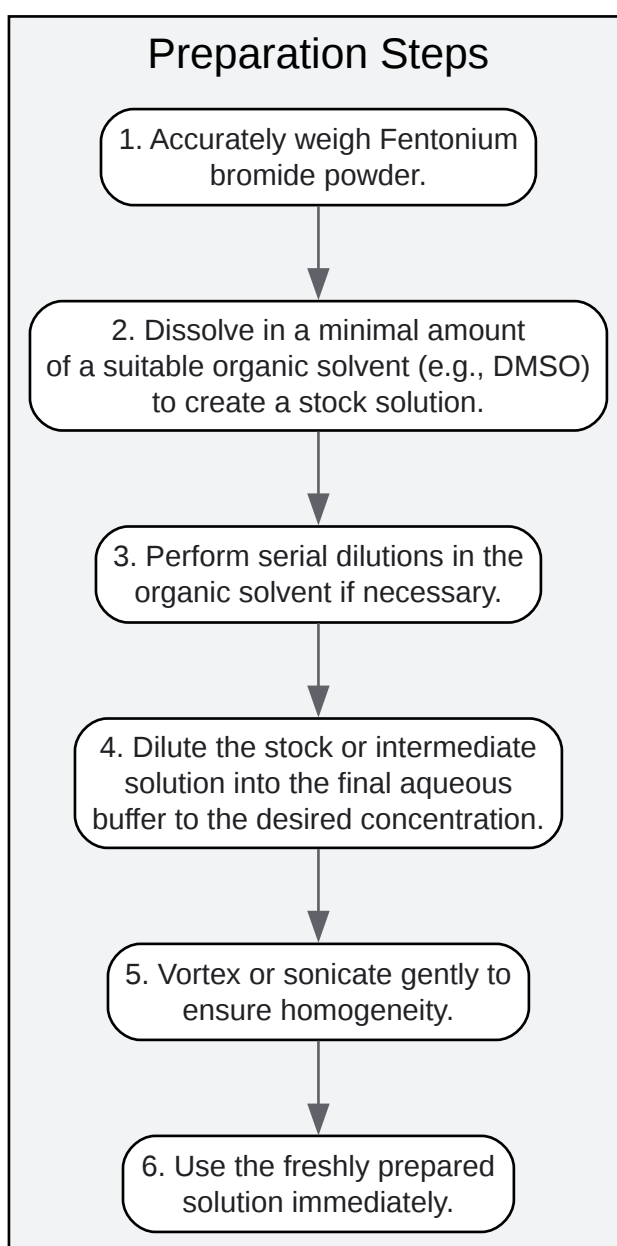 Preparation Steps
1. Accurately weigh Fentonium
bromide powder.
2. Dissolve in a minimal amount
of a suitable organic solvent (e.g., DMSO)
to create a stock solution.
3. Perform serial dilutions in the
organic solvent if necessary.
4. Dilute the stock or intermediate
solution into the final aqueous
buffer to the desired concentration.
5. Vortex or sonicate gently to
ensure homogeneity.
6. Use the freshly prepared
solution immediately.